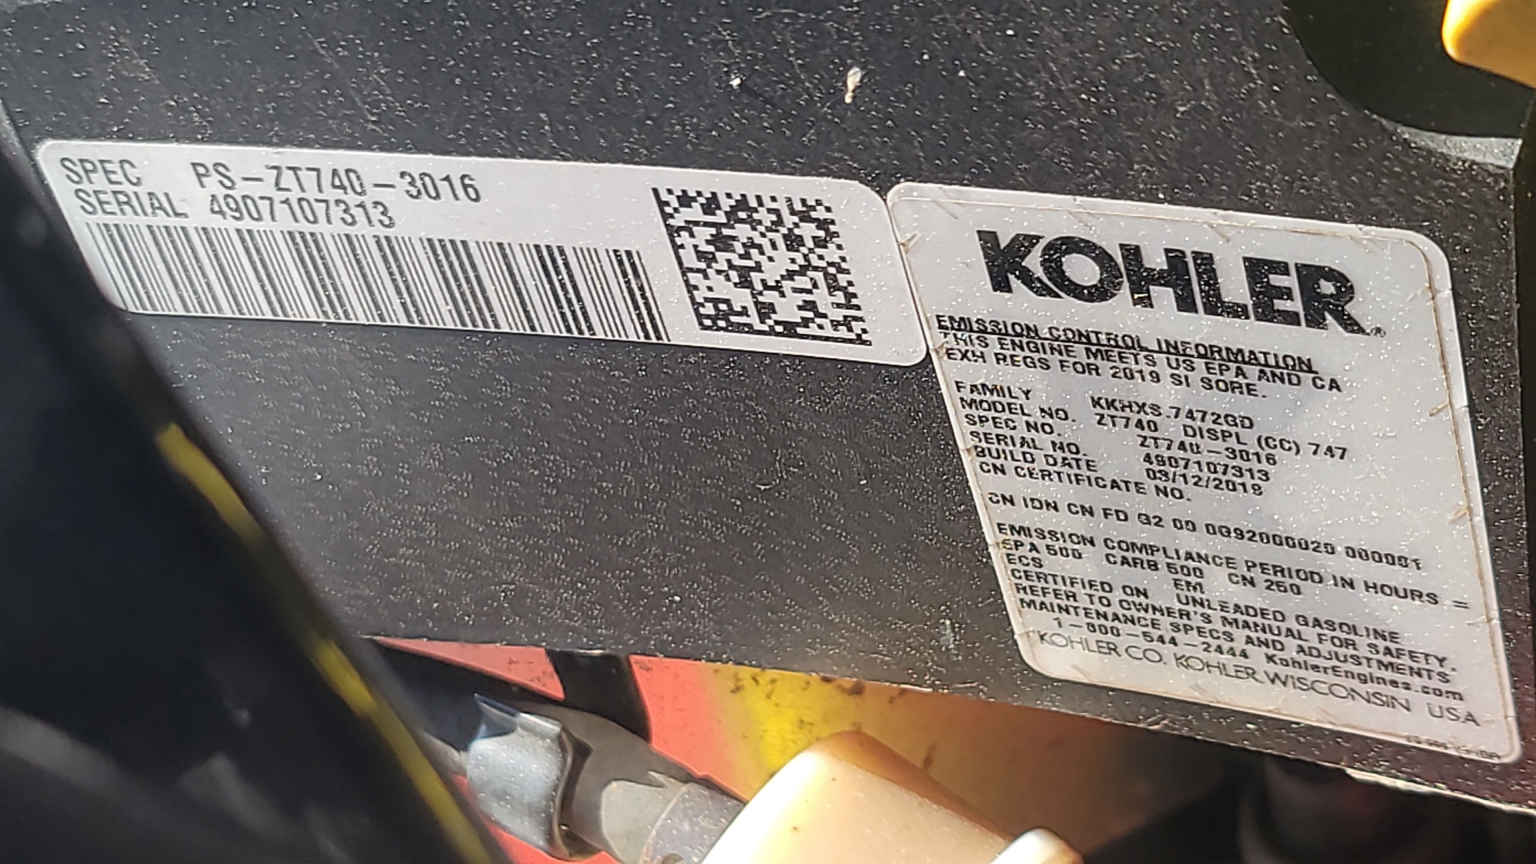 SPEC PS-ZT740-3016
SERIAL 4907107313
KOHLER®
EMISSION CONTROL INFORMATION
THIS ENGINE MEETS US EPA AND CA
EXH REGS FOR 2019 SI SORE.
FAMILY KKHXS.7472GD
MODEL NO. ZT740 DISPL (CC) 747
SPEC NO. ZT740-3016
SERIAL NO. 4907107313
BUILD DATE 03/12/2019
CN CERTIFICATE NO.
CN IDN CN FD G2 00 0G92000020 000001
EMISSION COMPLIANCE PERIOD IN HOURS =
EPA 500 CARB 500 CN 250
ECS EM
CERTIFIED ON UNLEADED GASOLINE
REFER TO OWNER'S MANUAL FOR SAFETY,
MAINTENANCE SPECS AND ADJUSTMENTS
1-800-544-2444 KohlerEngines.com
KOHLER CO. KOHLER, WISCONSIN USA